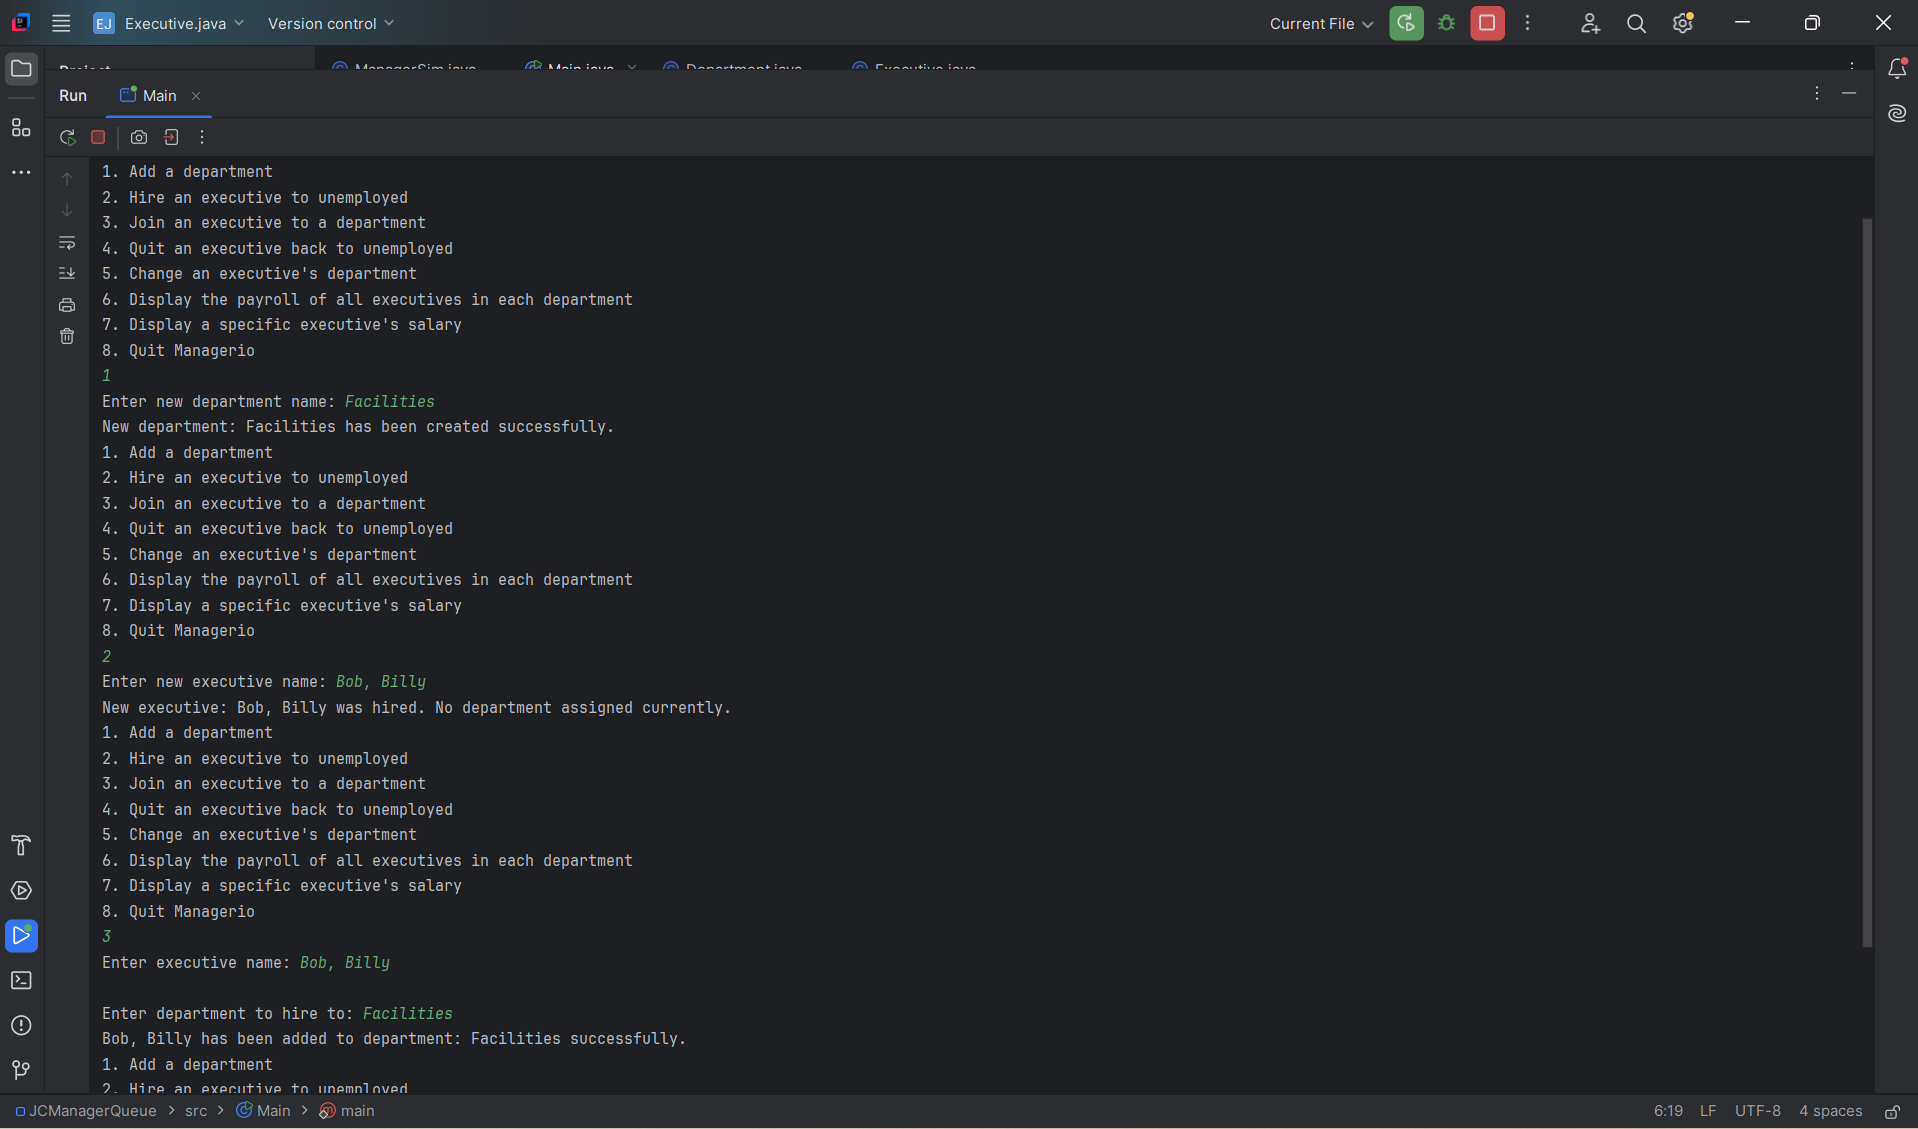 EJ Executive.java Version control Current File
Project ManagerSim.java Main.java Department.java Executive.java
Run Main
1. Add a department
2. Hire an executive to unemployed
3. Join an executive to a department
4. Quit an executive back to unemployed
5. Change an executive's department
6. Display the payroll of all executives in each department
7. Display a specific executive's salary
8. Quit Managerio
1
Enter new department name: Facilities
New department: Facilities has been created successfully.
1. Add a department
2. Hire an executive to unemployed
3. Join an executive to a department
4. Quit an executive back to unemployed
5. Change an executive's department
6. Display the payroll of all executives in each department
7. Display a specific executive's salary
8. Quit Managerio
2
Enter new executive name: Bob, Billy
New executive: Bob, Billy was hired. No department assigned currently.
1. Add a department
2. Hire an executive to unemployed
3. Join an executive to a department
4. Quit an executive back to unemployed
5. Change an executive's department
6. Display the payroll of all executives in each department
7. Display a specific executive's salary
8. Quit Managerio
3
Enter executive name: Bob, Billy
Enter department to hire to: Facilities
Bob, Billy has been added to department: Facilities successfully.
1. Add a department
2. Hire an executive to unemployed
JCManagerQueue > src > Main > main 6:19 LF UTF-8 4 spaces